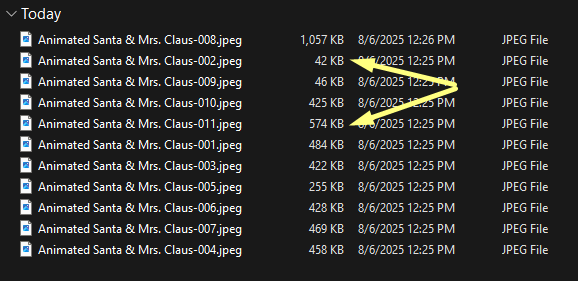 Today
Animated Santa & Mrs. Claus-008.jpeg 1,057 KB 8/6/2025 12:26 PM JPEG File
Animated Santa & Mrs. Claus-002.jpeg 42 KB 8/6/2025 12:25 PM JPEG File
Animated Santa & Mrs. Claus-009.jpeg 46 KB 8/6/2025 12:25 PM JPEG File
Animated Santa & Mrs. Claus-010.jpeg 425 KB 8/6/2025 12:25 PM JPEG File
Animated Santa & Mrs. Claus-011.jpeg 574 KB 8/6/2025 12:25 PM JPEG File
Animated Santa & Mrs. Claus-001.jpeg 484 KB 8/6/2025 12:25 PM JPEG File
Animated Santa & Mrs. Claus-003.jpeg 422 KB 8/6/2025 12:25 PM JPEG File
Animated Santa & Mrs. Claus-005.jpeg 255 KB 8/6/2025 12:25 PM JPEG File
Animated Santa & Mrs. Claus-006.jpeg 428 KB 8/6/2025 12:25 PM JPEG File
Animated Santa & Mrs. Claus-007.jpeg 469 KB 8/6/2025 12:25 PM JPEG File
Animated Santa & Mrs. Claus-004.jpeg 458 KB 8/6/2025 12:25 PM JPEG File